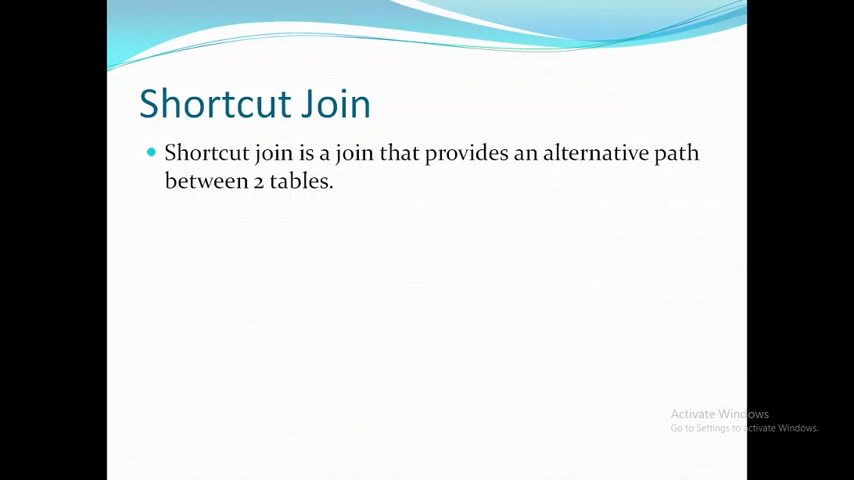 Shortcut Join
• Shortcut join is a join that provides an alternative path
between 2 tables.
Activate Windows
Go to Settings to activate Windows.